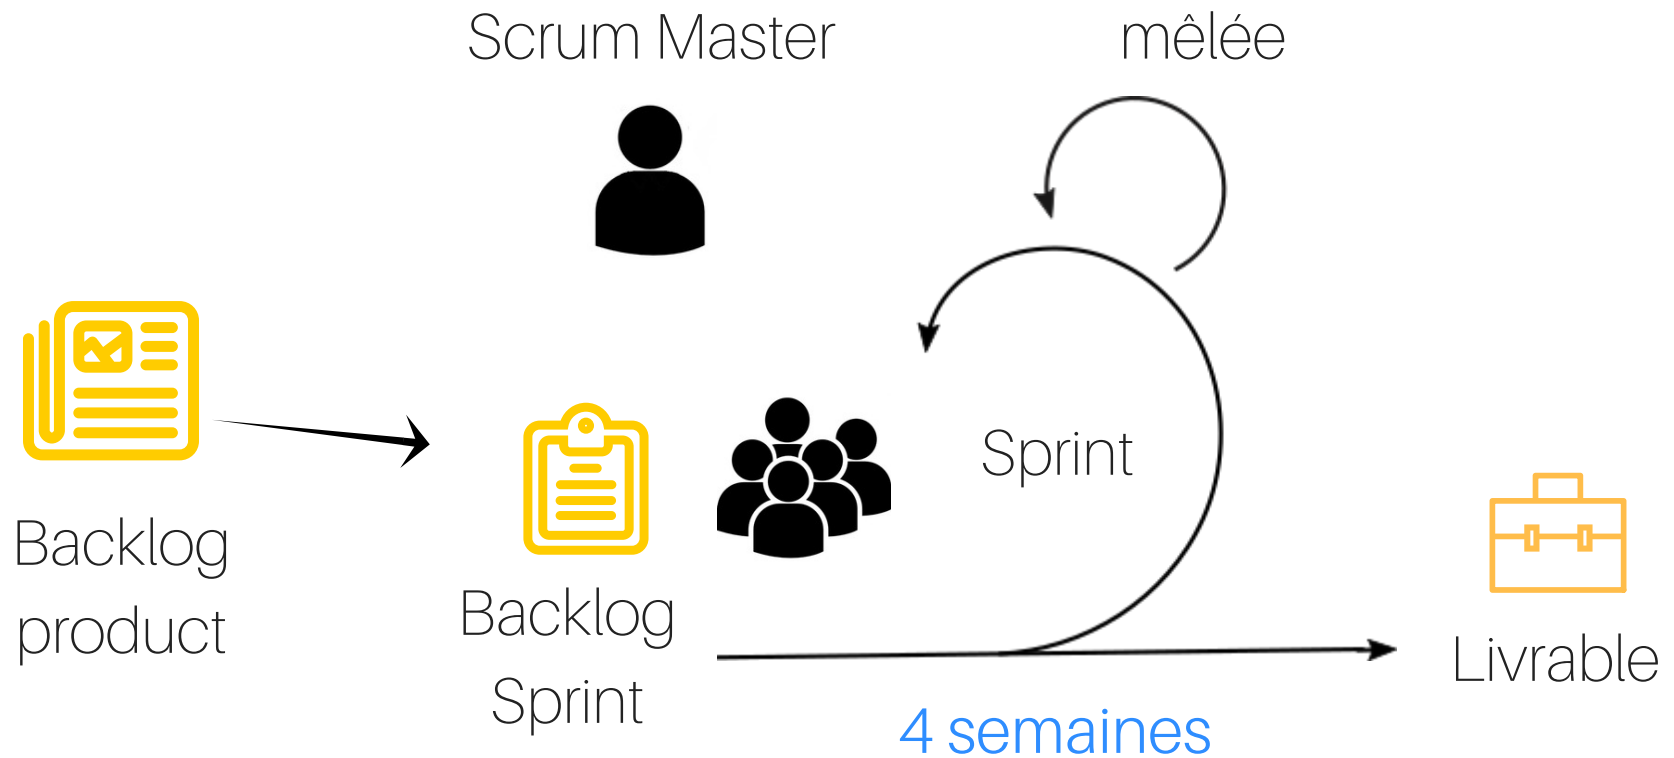 Scrum Master
mêlée
Backlog
product
Backlog
Sprint
Sprint
4 semaines
Livrable